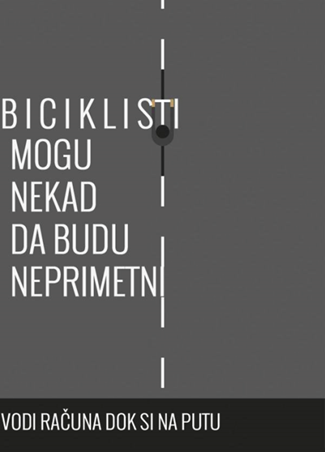 BICIKLISTI
MOGU
NEKAD
DA BUDU
NEPRIMETNI
VODI RAČUNA DOK SI NA PUTU